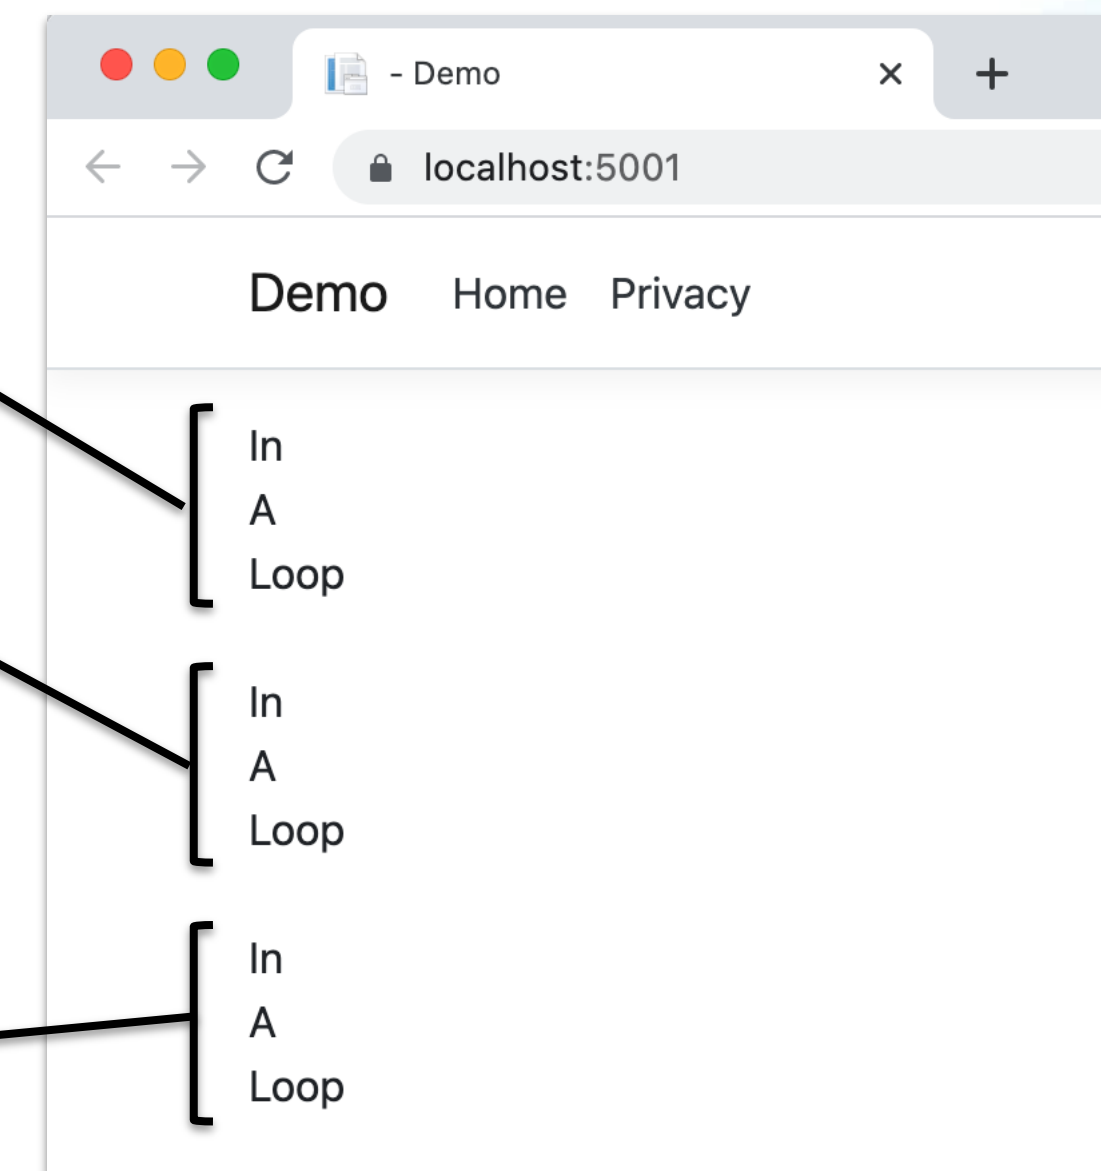 - Demo
localhost:5001
Demo Home Privacy
In
A
Loop
In
A
Loop
In
A
Loop